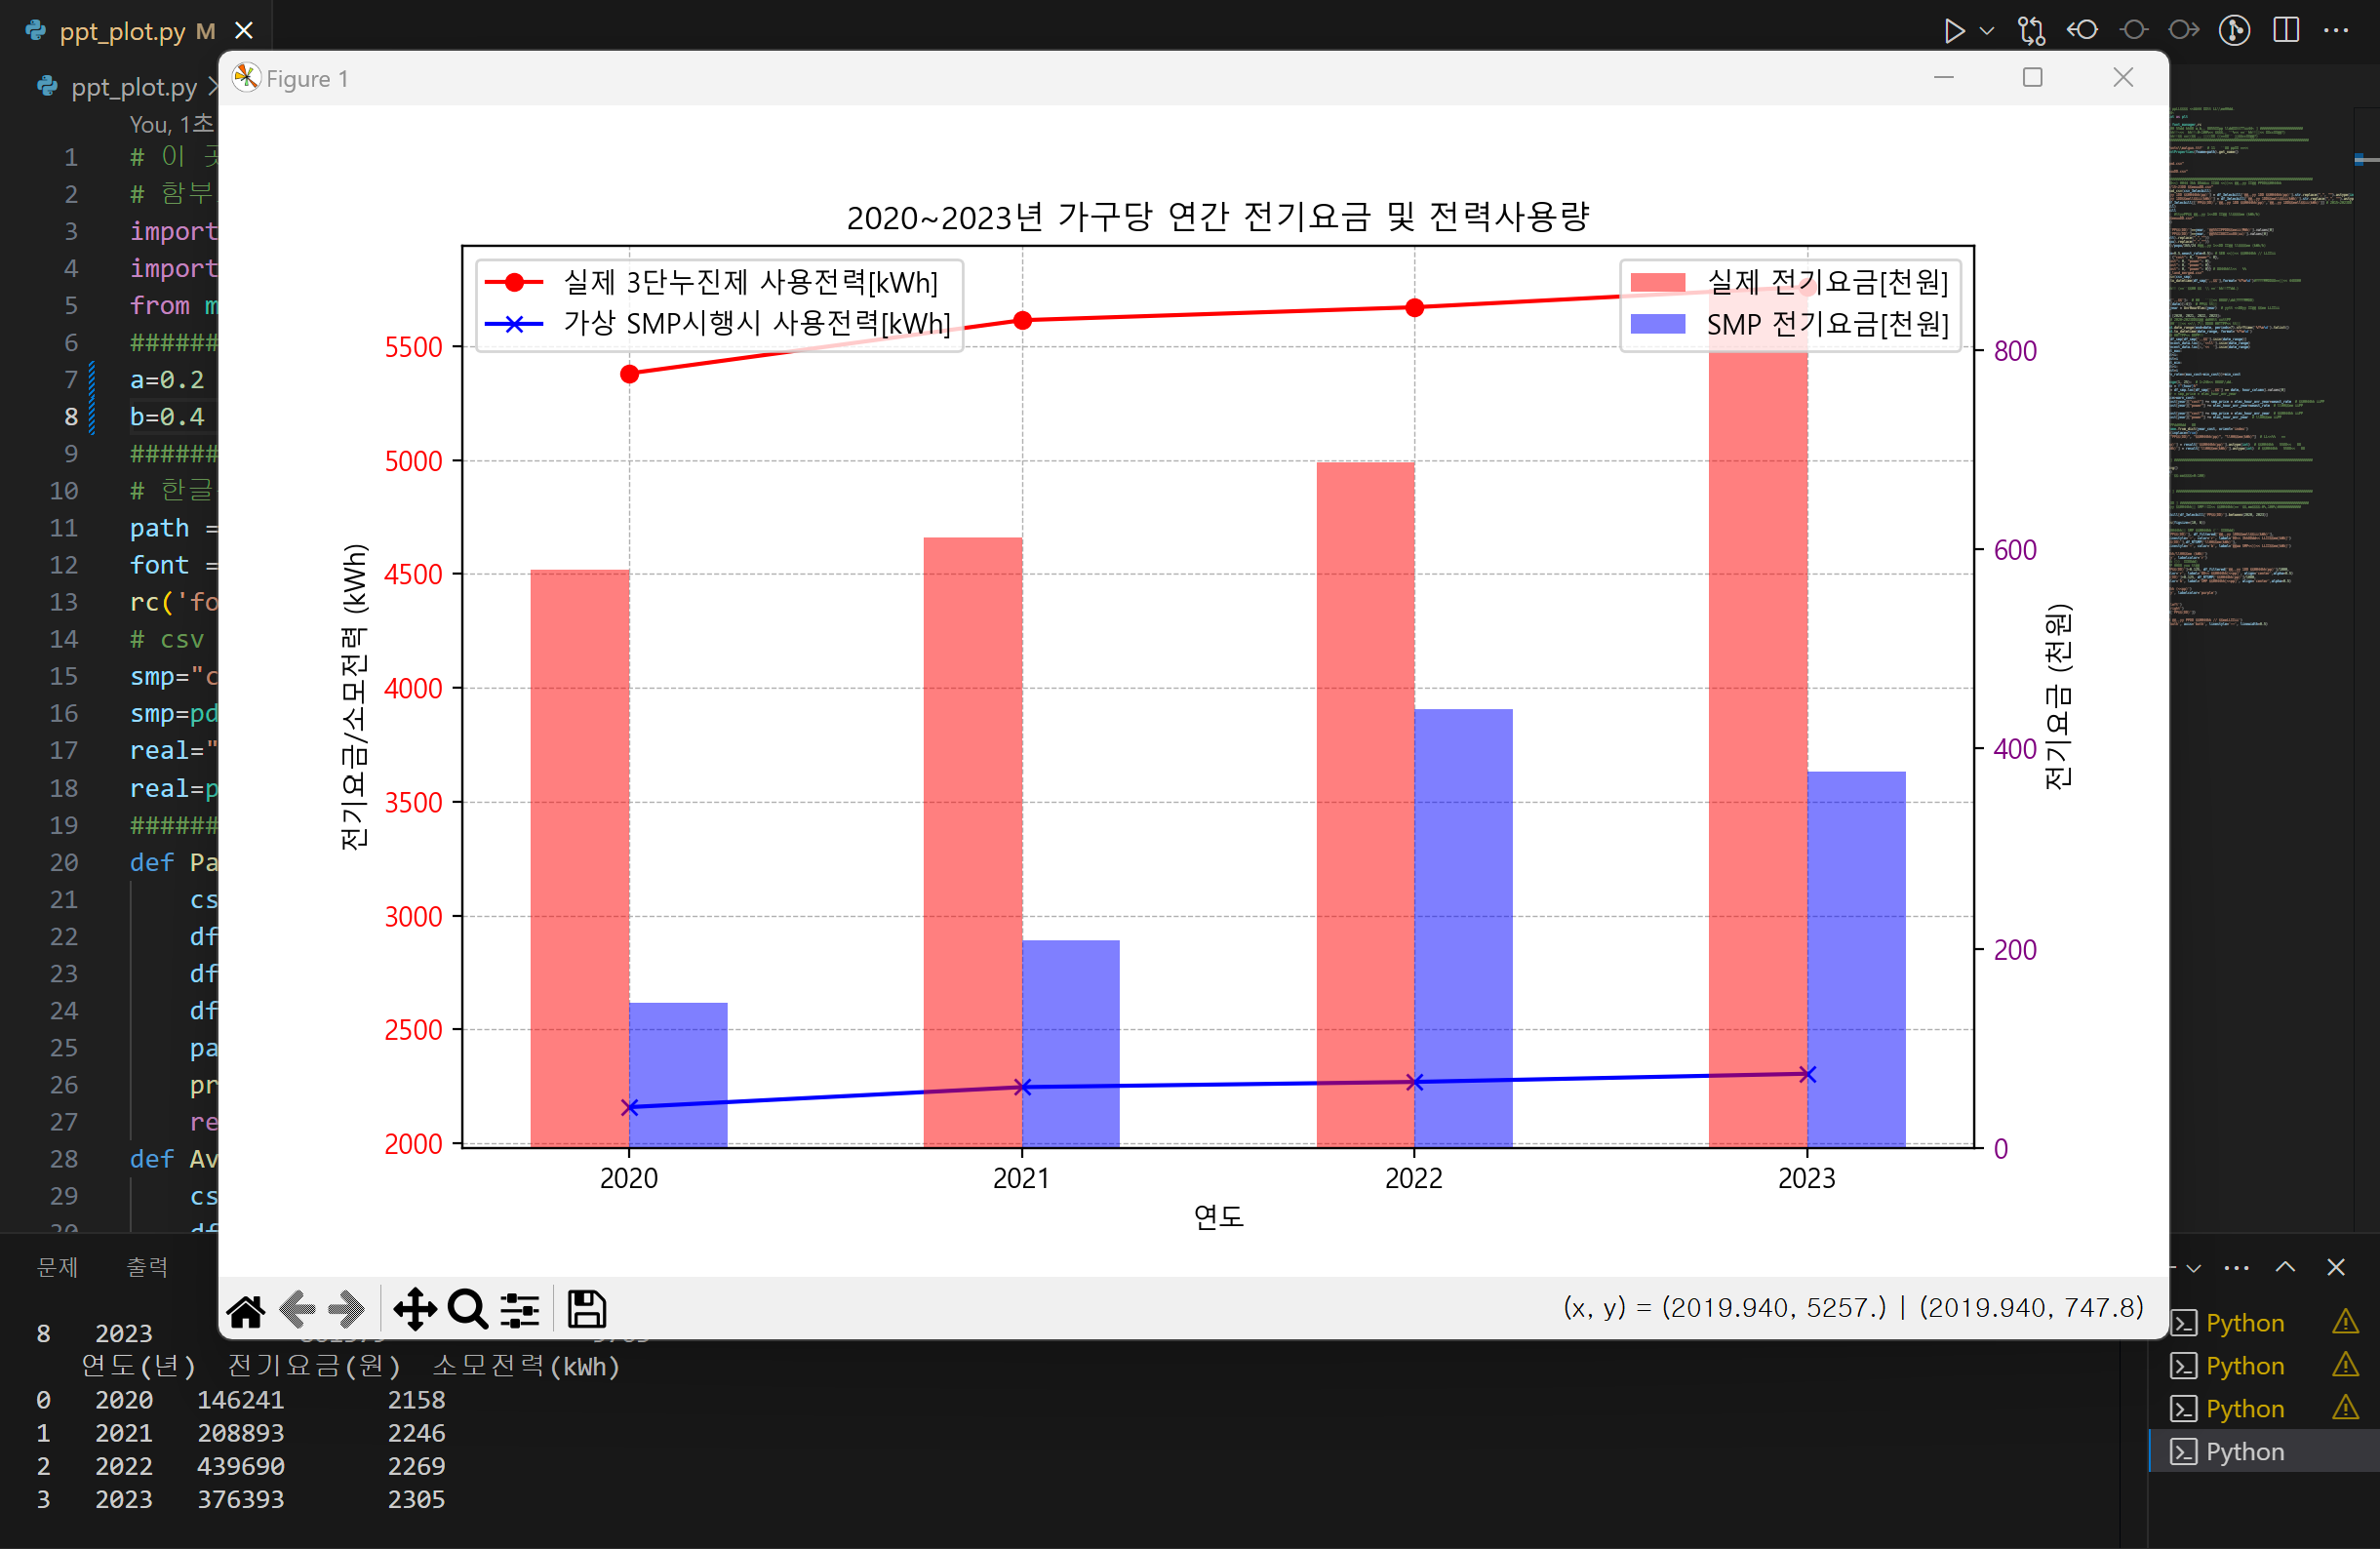 ppt_plot.py M
ppt_plot.py
Figure 1
You, 1초
1 # 이 곳
2 # 함부
3 import
4 import
5 from m
6 #######
7 a=0.2
8 b=0.4
9 #######
10 # 한글
11 path =
12 font =
13 rc('fo
14 # csv
15 smp="c
16 smp=pd
17 real="
18 real=p
19 #######
20 def Pa
21 cs
22 df
23 df
24 df
25 pa
26 pr
27 re
28 def Av
29 cs
30 df
2020~2023년 가구당 연간 전기요금 및 전력사용량
실제 3단누진제 사용전력[kWh]
가상 SMP시행시 사용전력[kWh]
실제 전기요금[천원]
SMP 전기요금[천원]
전기요금/소모전력 (kWh)
5500
5000
4500
4000
3500
3000
2500
2000
800
600
400
200
0
전기요금 (천원)
2020 2021 2022 2023
연도
(x, y) = (2019.940, 5257.) | (2019.940, 747.8)
문제 출력
8 2023
연도(년) 전기요금(원) 소모전력(kWh)
0 2020 146241 2158
1 2021 208893 2246
2 2022 439690 2269
3 2023 376393 2305
Python
Python
Python
Python